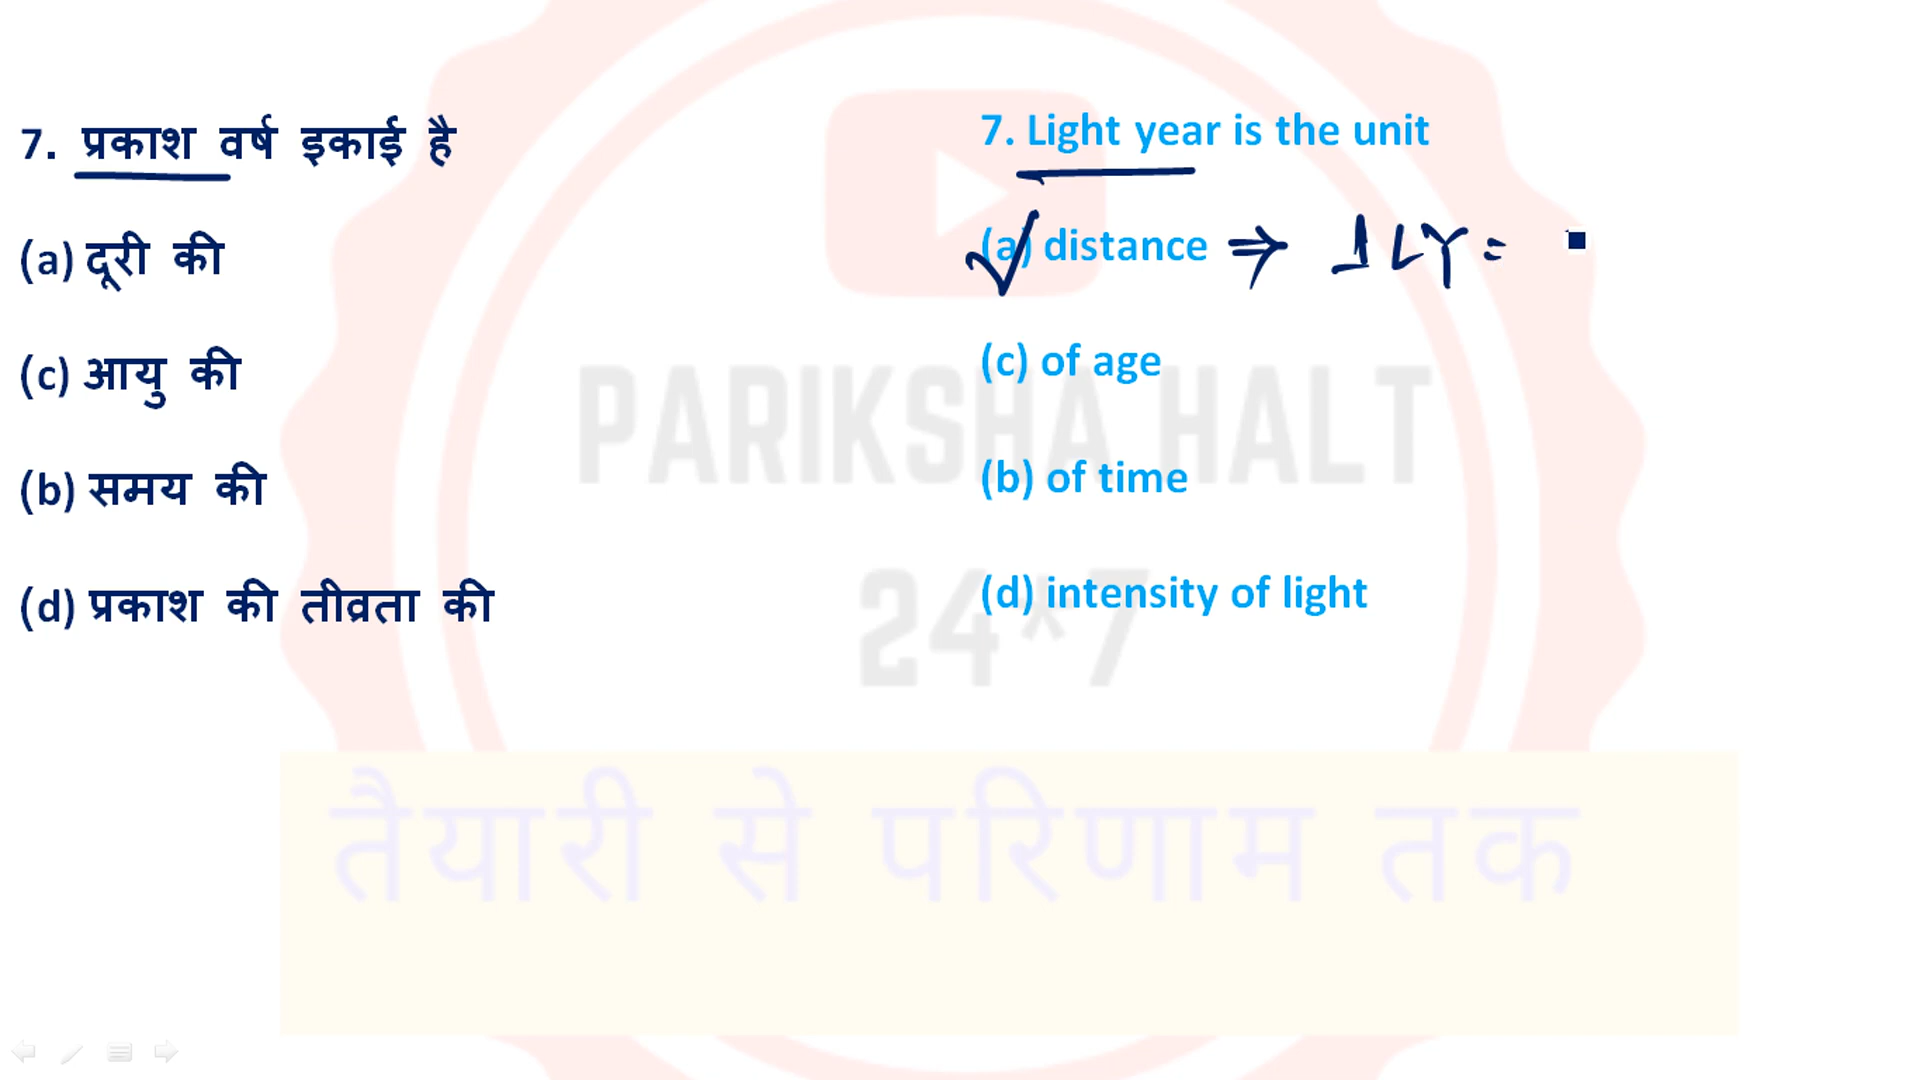 7. प्रकाश वर्ष इकाई है
(a) दूरी की
(c) आयु की
(b) समय की
(d) प्रकाश की तीव्रता की
7. Light year is the unit
(a) distance ⇒ 1 LY =
(c) of age
(b) of time
(d) intensity of light
PARIKSHA HALT
24*7
तैयारी से परिणाम तक